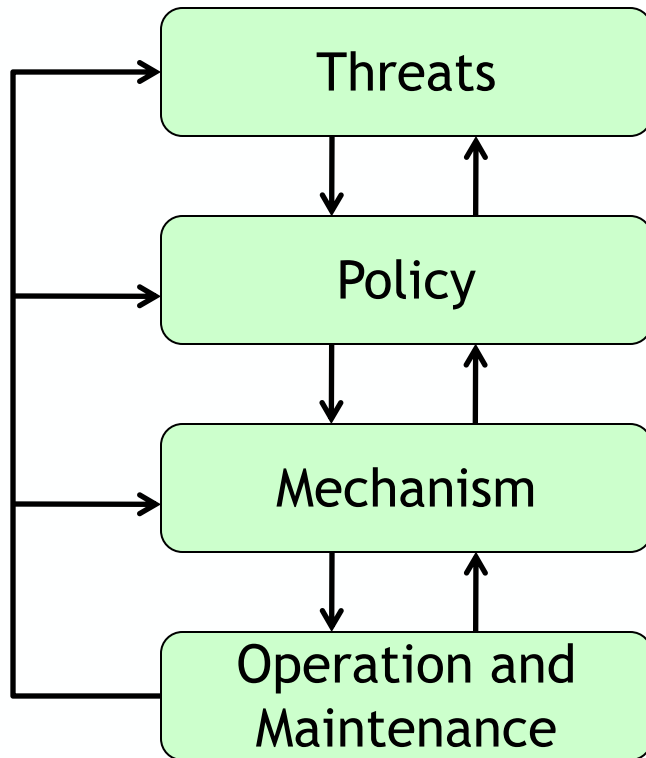 Threats
Policy
Mechanism
Operation and
Maintenance